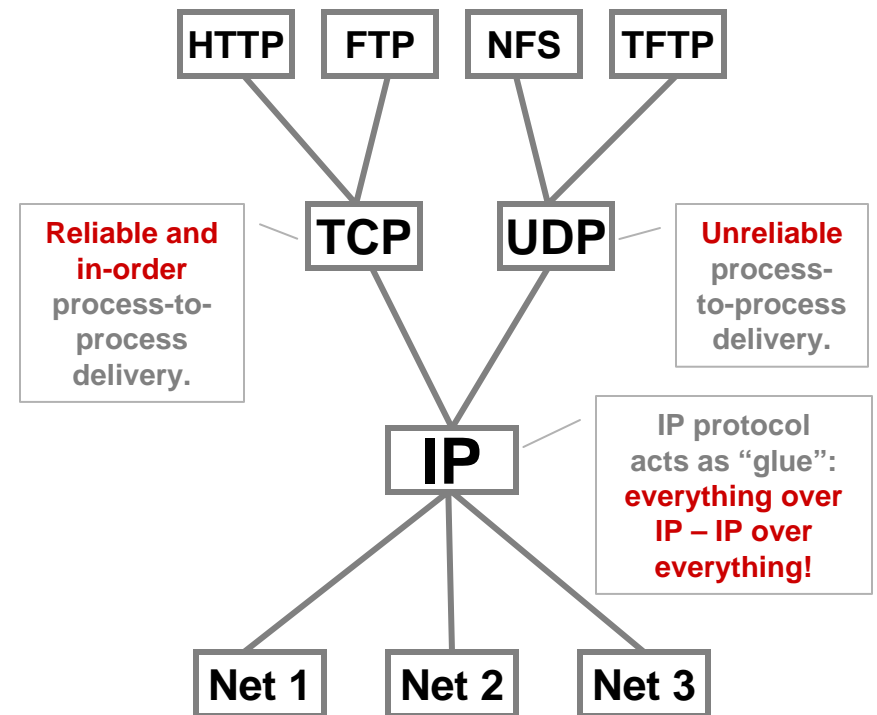 HTTP FTP NFS TFTP
TCP UDP
Reliable and
in-order
process-to-
process
delivery.
Unreliable
process-
to-process
delivery.
IP
IP protocol
acts as “glue”:
everything over
IP – IP over
everything!
Net 1 Net 2 Net 3